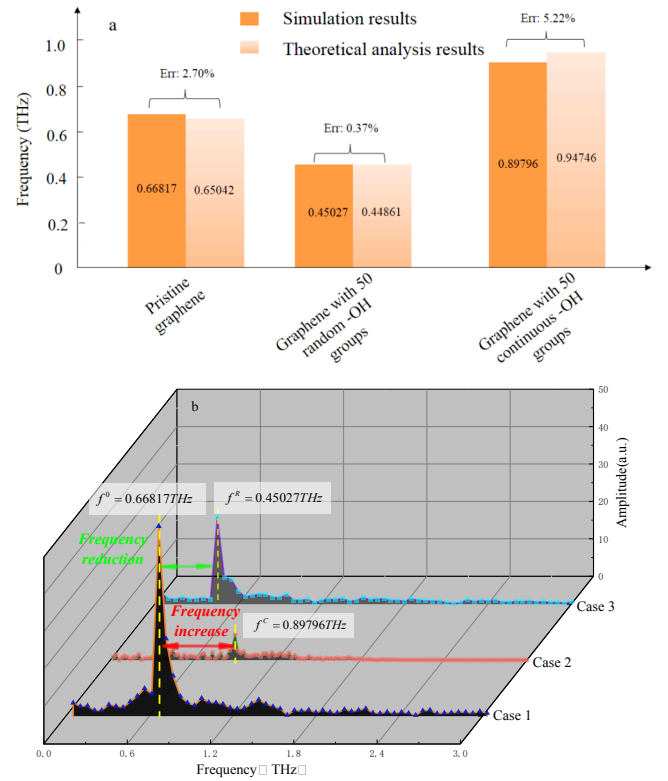 a
Simulation results
Theoretical analysis results
Err: 2.70%
Err: 0.37%
Err: 5.22%
Frequency (THz)
1.0
0.8
0.6
0.4
0.2
0
0.66817
0.65042
0.45027
0.44861
0.89796
0.94746
Pristine
graphene
Graphene with 50
random -OH
groups
Graphene with 50
continuous -OH
groups
b
50
40
30
20
10
0
Amplitude(a.u.)
f⁰ = 0.66817THz
fᴿ = 0.45027THz
Frequency
reduction
Frequency
increase
f^C = 0.89796THz
Case 3
Case 2
Case 1
0.0
0.6
1.2
1.8
2.4
3.0
Frequency□ THz□